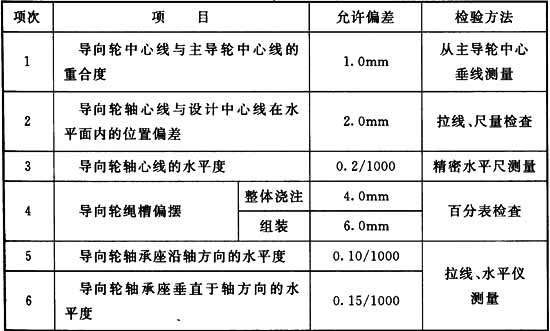 项次 项 目 允许偏差 检验方法
1 导向轮中心线与主导轮中心线的 1.0mm 从主导轮中心
重合度 垂线测量
2 导向轮轴心线与设计中心线在水 2.0mm 拉线、尺量检查
平面内的位置偏差
3 导向轮轴心线的水平度 0.2/1000 精密水平尺测量
4 导向轮绳槽偏摆 整体浇注 4.0mm 百分表检查
组装 6.0mm
5 导向轮轴承座沿轴方向的水平度 0.10/1000 拉线、水平仪
测量
6 导向轮轴承座垂直于轴方向的水 0.15/1000
平度